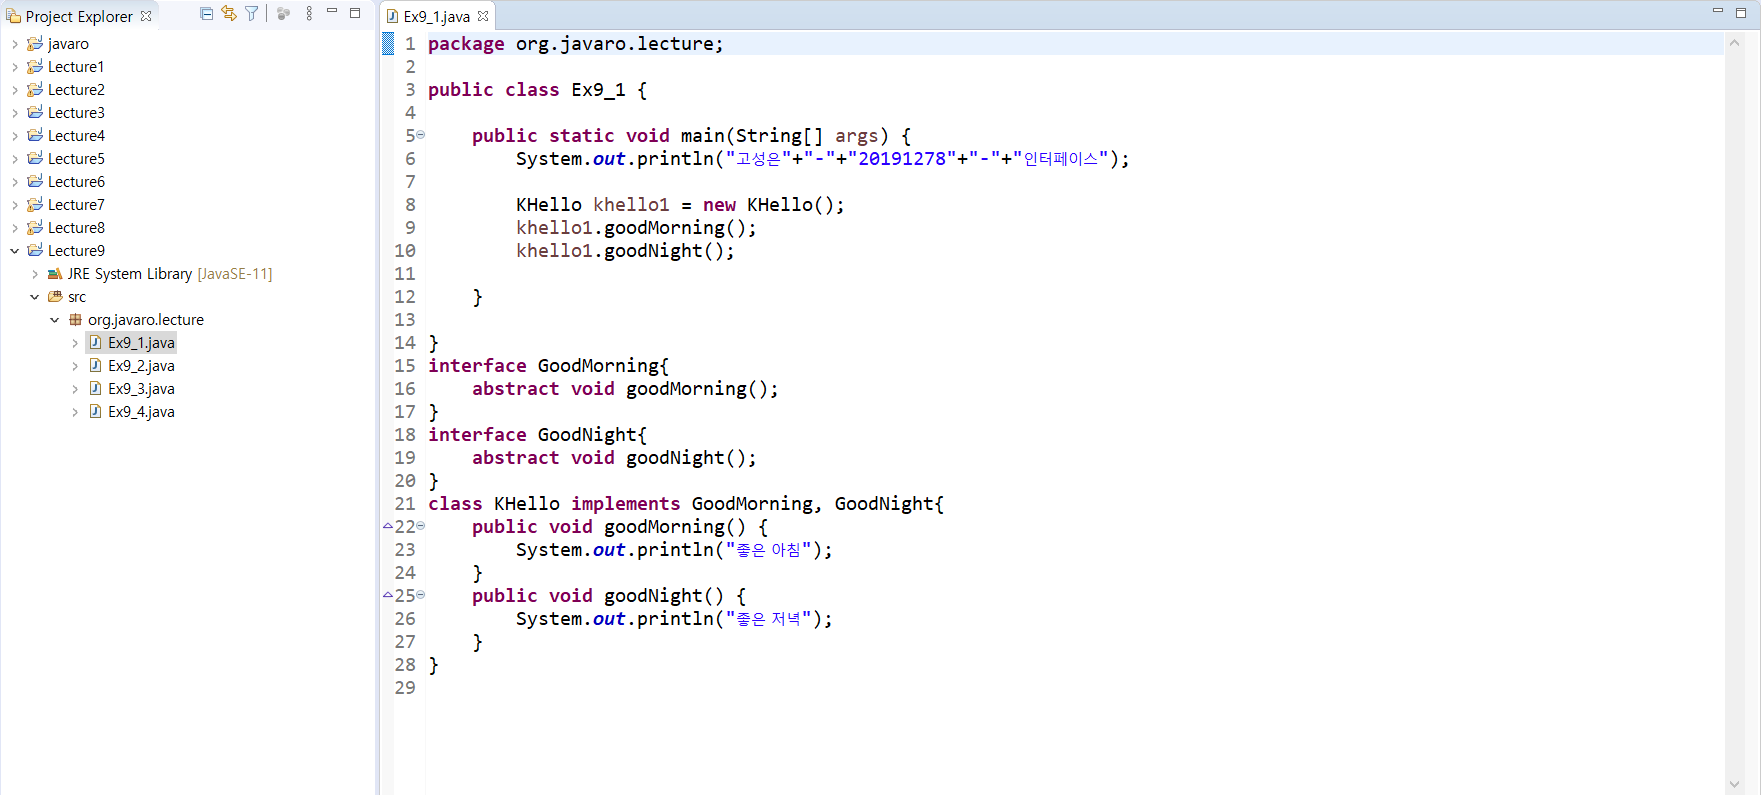 Project Explorer
javaro
Lecture1
Lecture2
Lecture3
Lecture4
Lecture5
Lecture6
Lecture7
Lecture8
Lecture9
JRE System Library [JavaSE-11]
src
org.javaro.lecture
Ex9_1.java
Ex9_2.java
Ex9_3.java
Ex9_4.java
Ex9_1.java
1 package org.javaro.lecture;
2
3 public class Ex9_1 {
4
5     public static void main(String[] args) {
6         System.out.println("고성은"+"-"+"20191278"+"-"+"인터페이스");
7
8         KHello khello1 = new KHello();
9         khello1.goodMorning();
10         khello1.goodNight();
11
12     }
13
14 }
15 interface GoodMorning{
16     abstract void goodMorning();
17 }
18 interface GoodNight{
19     abstract void goodNight();
20 }
21 class KHello implements GoodMorning, GoodNight{
22     public void goodMorning() {
23         System.out.println("좋은 아침");
24     }
25     public void goodNight() {
26         System.out.println("좋은 저녁");
27     }
28 }
29